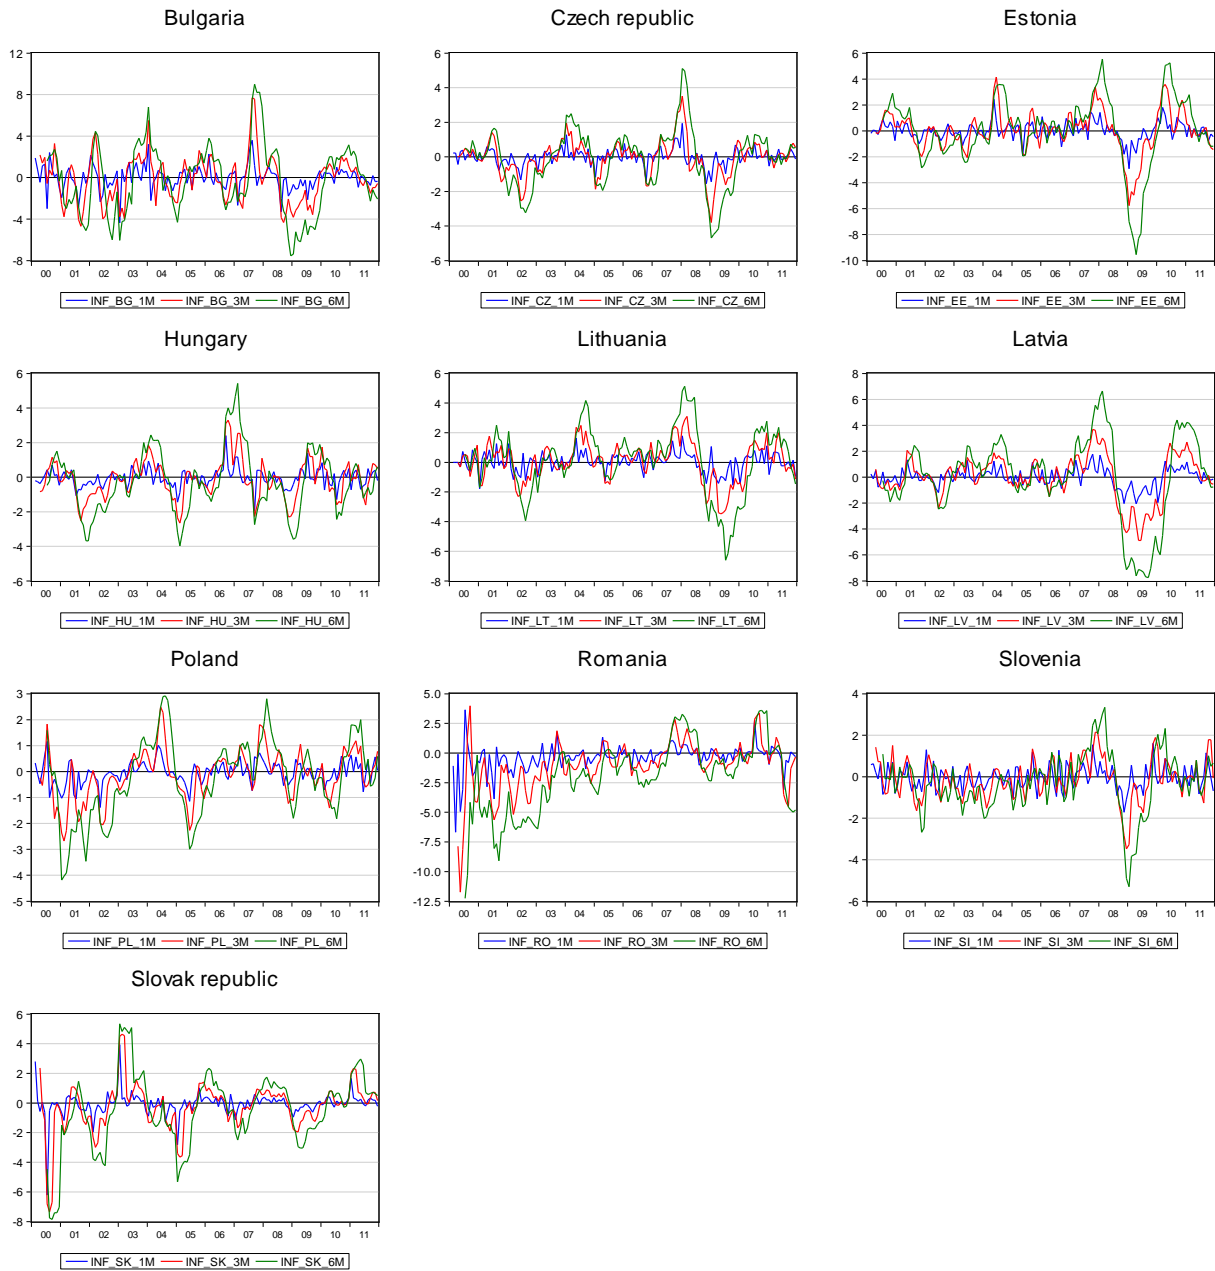 Bulgaria
12
8
4
0
-4
-8
00 01 02 03 04 05 06 07 08 09 10 11
INF_BG_1M INF_BG_3M INF_BG_6M
Czech republic
6
4
2
0
-2
-4
-6
00 01 02 03 04 05 06 07 08 09 10 11
INF_CZ_1M INF_CZ_3M INF_CZ_6M
Estonia
6
4
2
0
-2
-4
-6
-8
-10
00 01 02 03 04 05 06 07 08 09 10 11
INF_EE_1M INF_EE_3M INF_EE_6M
Hungary
6
4
2
0
-2
-4
-6
00 01 02 03 04 05 06 07 08 09 10 11
INF_HU_1M INF_HU_3M INF_HU_6M
Lithuania
6
4
2
0
-2
-4
-6
-8
00 01 02 03 04 05 06 07 08 09 10 11
INF_LT_1M INF_LT_3M INF_LT_6M
Latvia
8
6
4
2
0
-2
-4
-6
-8
00 01 02 03 04 05 06 07 08 09 10 11
INF_LV_1M INF_LV_3M INF_LV_6M
Poland
3
2
1
0
-1
-2
-3
-4
-5
00 01 02 03 04 05 06 07 08 09 10 11
INF_PL_1M INF_PL_3M INF_PL_6M
Romania
5.0
2.5
0.0
-2.5
-5.0
-7.5
-10.0
-12.5
00 01 02 03 04 05 06 07 08 09 10 11
INF_RO_1M INF_RO_3M INF_RO_6M
Slovenia
4
2
0
-2
-4
-6
00 01 02 03 04 05 06 07 08 09 10 11
INF_SI_1M INF_SI_3M INF_SI_6M
Slovak republic
6
4
2
0
-2
-4
-6
-8
00 01 02 03 04 05 06 07 08 09 10 11
INF_SK_1M INF_SK_3M INF_SK_6M